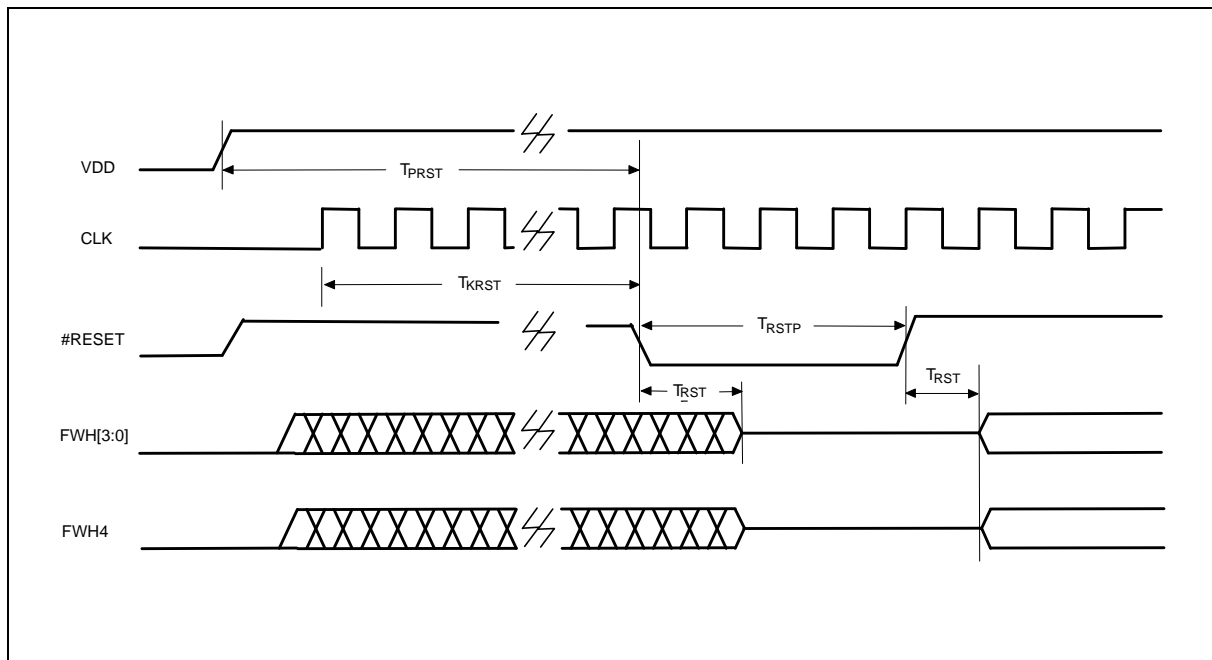 VDD
TPRST
CLK
TKRST
#RESET
TRSTP
TRST
TRST
FWH[3:0]
FWH4